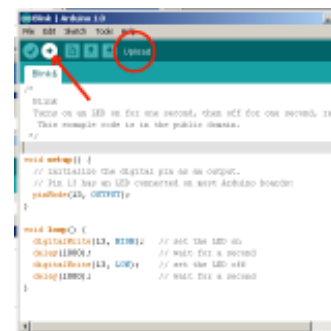 Blink | Arduino 1.0
File Edit Sketch Tools Help
Upload
Blink
/*
Blink
Turns on an LED on for one second, then off for one second, re
This example code is in the public domain.
*/
void setup() {
// initialize the digital pin as an output.
// Pin 13 has an LED connected on most Arduino boards:
pinMode(13, OUTPUT);
}
void loop() {
digitalWrite(13, HIGH); // set the LED on
delay(1000); // wait for a second
digitalWrite(13, LOW); // set the LED off
delay(1000); // wait for a second
}